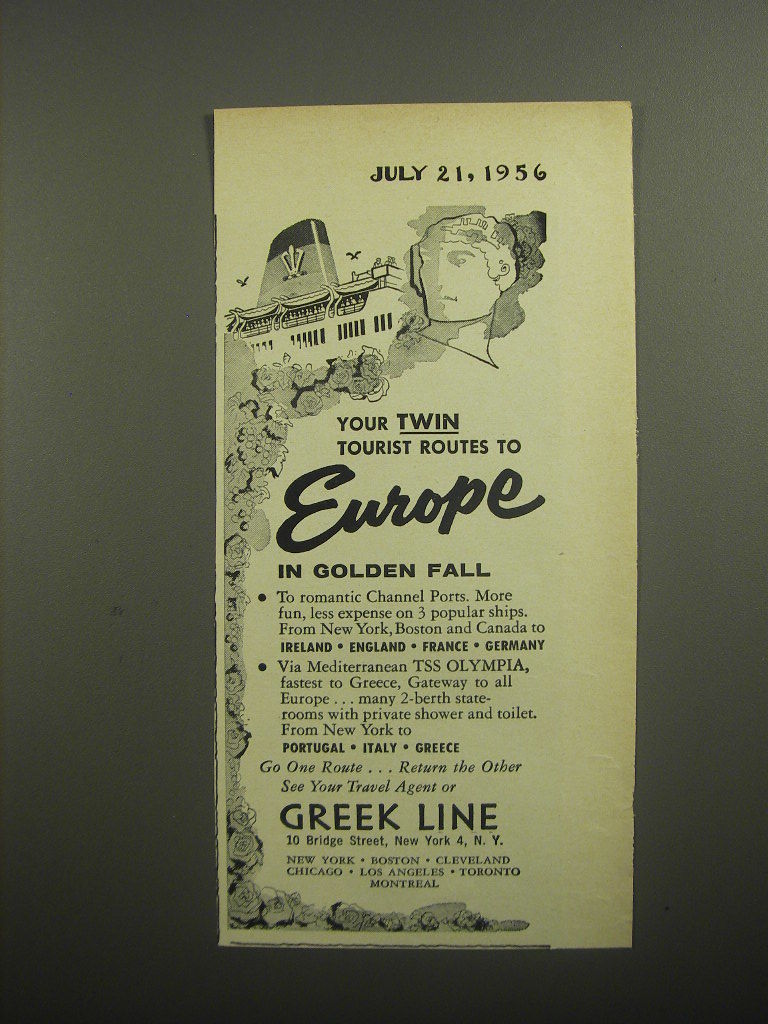 JULY 21, 1956
YOUR TWIN
TOURIST ROUTES TO
Europe
IN GOLDEN FALL
• To romantic Channel Ports. More
fun, less expense on 3 popular ships.
From New York, Boston and Canada to
IRELAND • ENGLAND • FRANCE • GERMANY
• Via Mediterranean TSS OLYMPIA,
fastest to Greece, Gateway to all
Europe . . . many 2-berth state-
rooms with private shower and toilet.
From New York to
PORTUGAL • ITALY • GREECE
Go One Route . . . Return the Other
See Your Travel Agent or
GREEK LINE
10 Bridge Street, New York 4, N. Y.
NEW YORK • BOSTON • CLEVELAND
CHICAGO • LOS ANGELES • TORONTO
MONTREAL